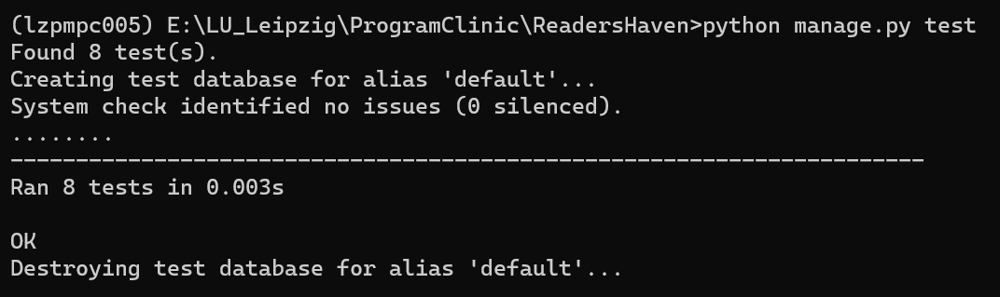 (lzpmpc005) E:\LU_Leipzig\ProgramClinic\ReadersHaven>python manage.py test
Found 8 test(s).
Creating test database for alias 'default'...
System check identified no issues (0 silenced).
........
----------------------------------------------------------------------
Ran 8 tests in 0.003s

OK
Destroying test database for alias 'default'...